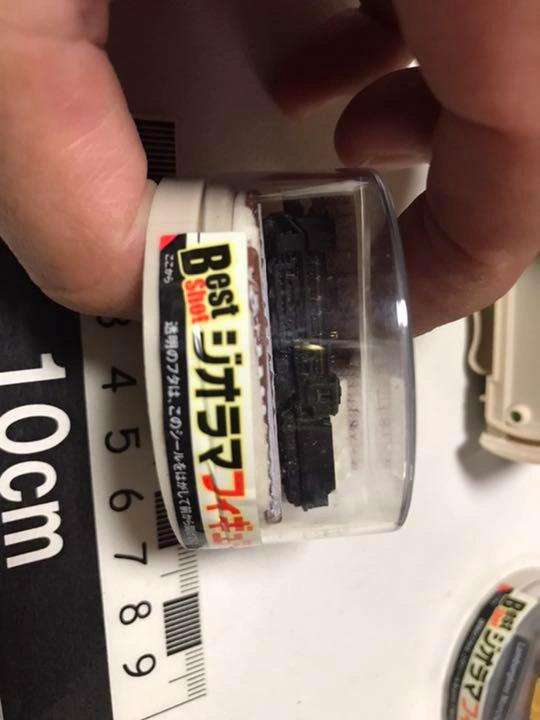 Best
Shot
ジオラマフィギュ
ここから
透明のフタは、このシールをはがして
10cm
3
4
5
6
7
8
9
Best
Shot
ジオラマフ